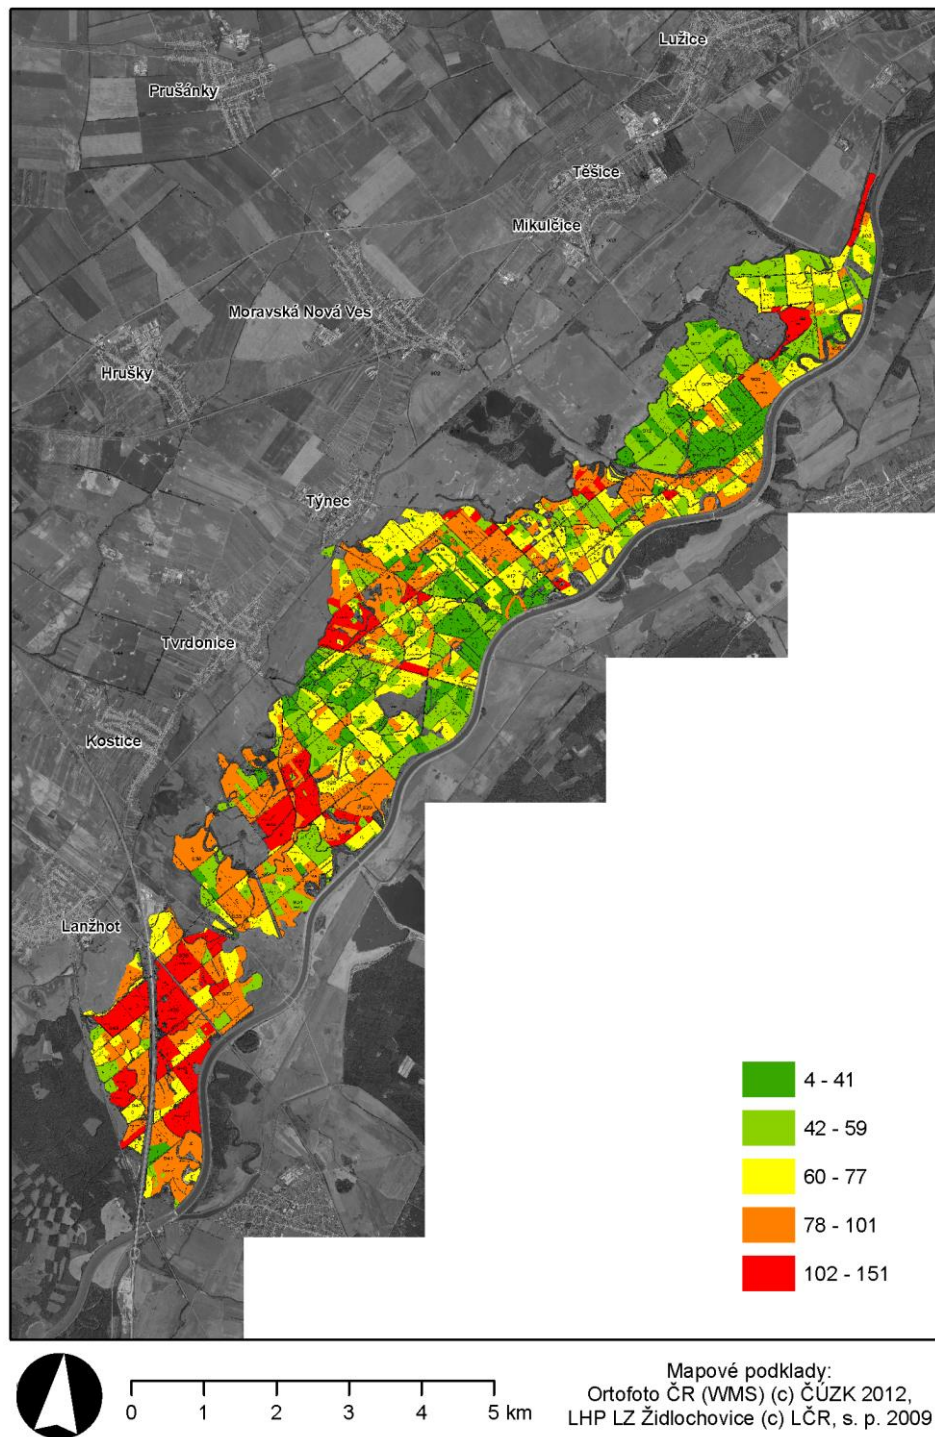 Lužice
Prušánky
Těšice
Mikulčice
Moravská Nová Ves
Hrušky
Týnec
Tvrdonice
Kostice
Lanžhot
4 - 41
42 - 59
60 - 77
78 - 101
102 - 151
0 1 2 3 4 5 km
Mapové podklady:
Ortofoto ČR (WMS) (c) ČÚZK 2012,
LHP LZ Židlochovice (c) LČR, s. p. 2009